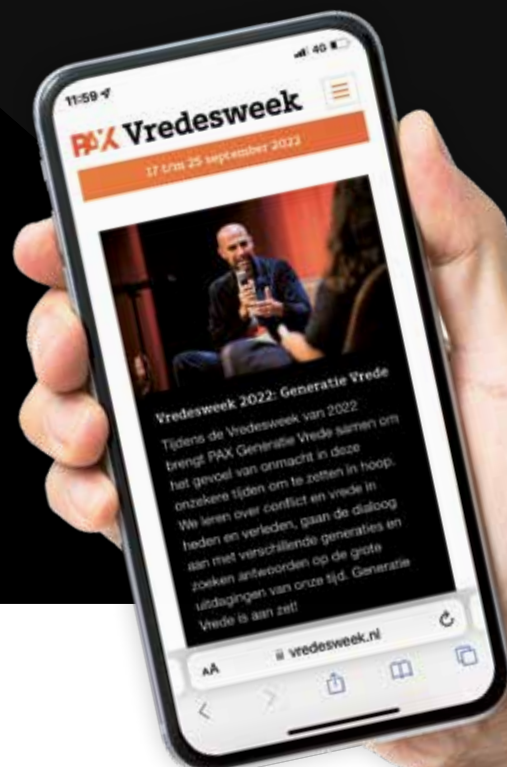 11:59
4G
PAX Vredesweek
17 t/m 25 september 2022
Vredesweek 2022: Generatie Vrede
Tijdens de Vredesweek van 2022
brengt PAX Generatie Vrede samen om
het gevoel van onmacht in deze
onzekere tijden om te zetten in hoop.
We leren over conflict en vrede in
heden en verleden, gaan de dialoog
aan met verschillende generaties en
zoeken antwoorden op de grote
uitdagingen van onze tijd. Generatie
Vrede is aan zet!
AA vredesweek.nl